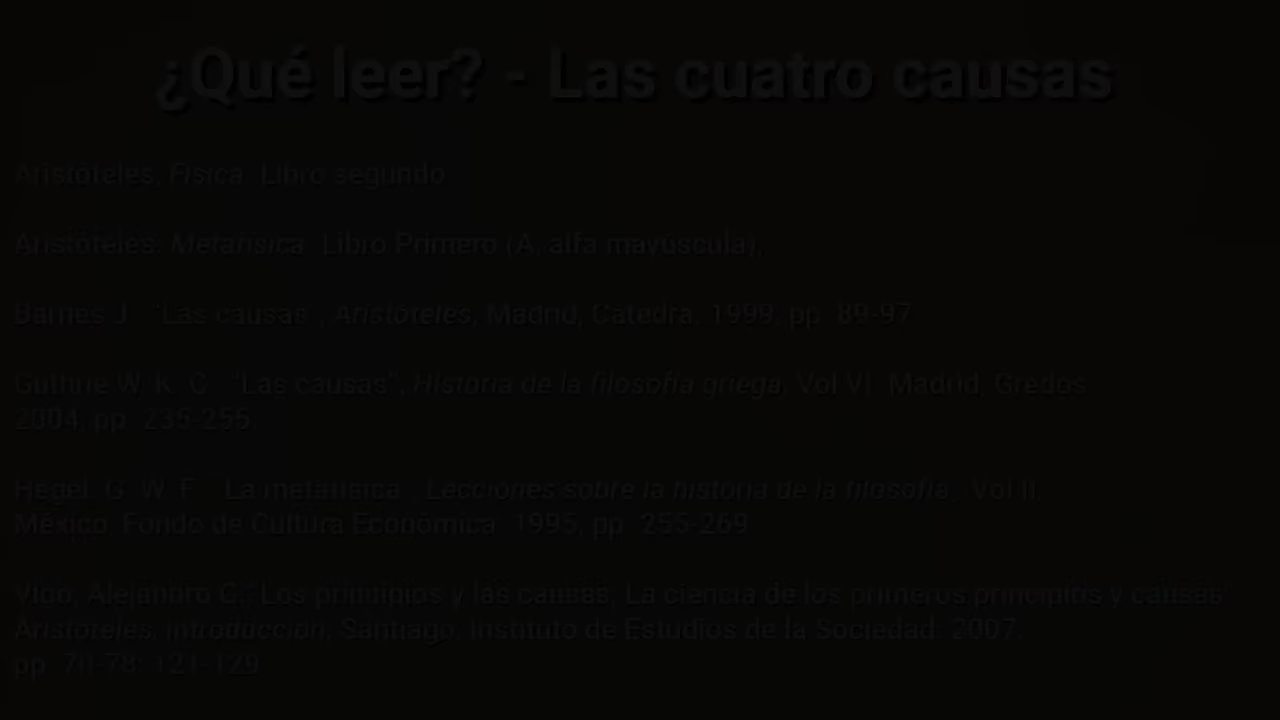 ¿Qué leer? - Las cuatro causas
Aristóteles, Física. Libro segundo
Aristóteles. Metafísica. Libro Primero (A, alfa mayúscula).
Barnes J. "Las causas", Aristóteles, Madrid, Cátedra, 1999, pp. 89-97
Guthrie W. K. C. "Las causas", Historia de la filosofía griega, Vol VI. Madrid, Gredos
2004, pp. 235-255.
Hegel. G. W. F. "La metafísica", Lecciones sobre la historia de la filosofía. Vol II,
México, Fondo de Cultura Económica. 1995, pp. 255-269
Vigo, Alejandro G. "Los principios y las causas. La ciencia de los primeros principios y causas"
Aristóteles, introducción, Santiago, Instituto de Estudios de la Sociedad. 2007,
pp. 121-129